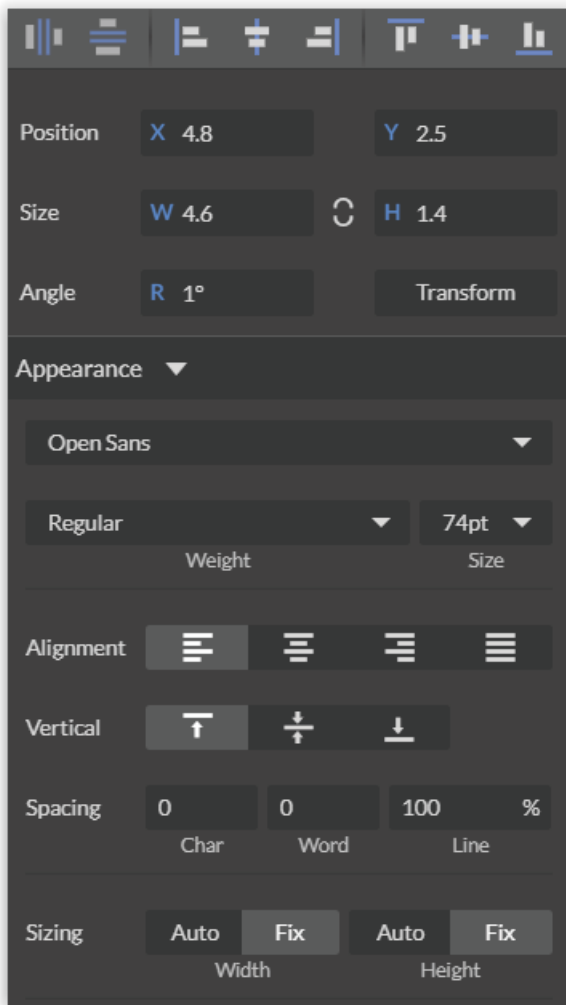 Position X 4.8 Y 2.5
Size W 4.6 H 1.4
Angle R 1° Transform
Appearance
Open Sans
Regular 74pt
Weight Size
Alignment
Vertical
Spacing 0 0 100 %
Char Word Line
Sizing Auto Fix Auto Fix
Width Height